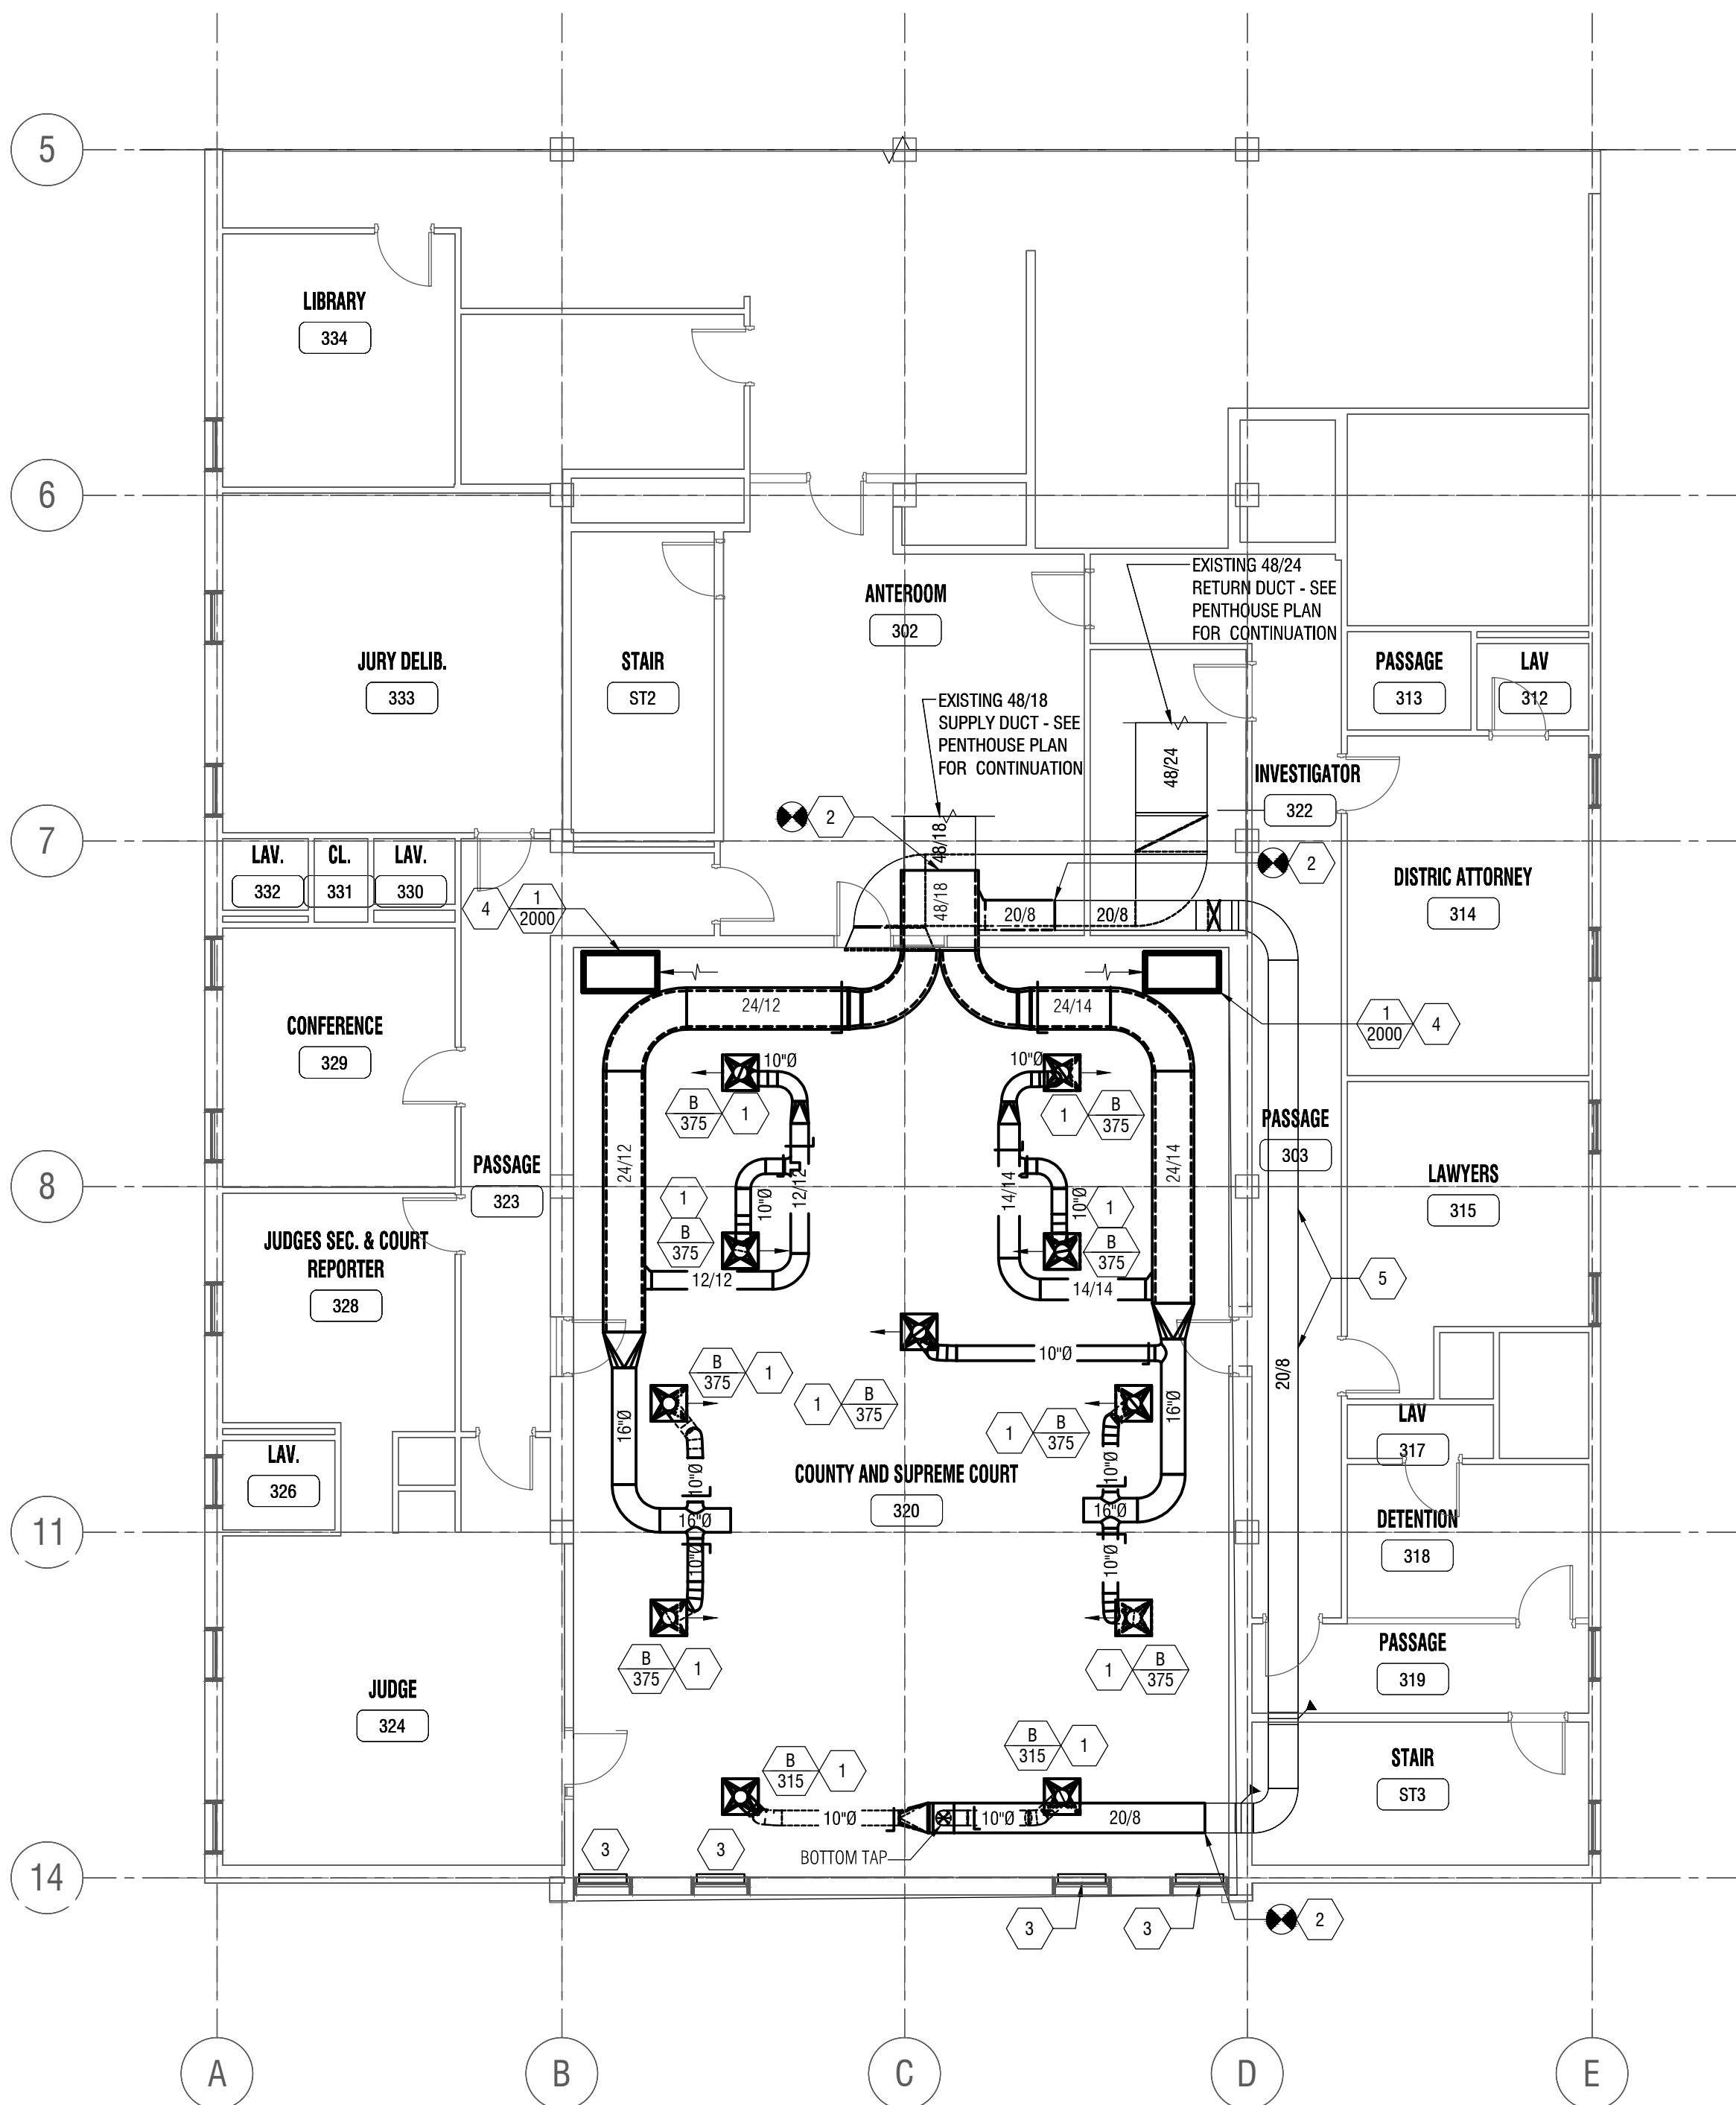 5
LIBRARY
334
6
EXISTING 48/24
RETURN DUCT - SEE
PENTHOUSE PLAN
FOR CONTINUATION
ANTEROOM
302
JURY DELIB.
333
STAIR
ST2
PASSAGE
313
LAV
312
EXISTING 48/18
SUPPLY DUCT - SEE
PENTHOUSE PLAN
FOR CONTINUATION
48/24
INVESTIGATOR
322
2
7
48/18
LAV.
332
CL.
331
LAV.
330
2
DISTRIC ATTORNEY
314
4
1
2000
48/18
20/8
20/8
24/12
24/14
CONFERENCE
329
1
2000
4
10"Ø
10"Ø
B
375
1
1
B
375
PASSAGE
303
24/12
12/12
14/14
24/14
8
PASSAGE
323
LAWYERS
315
1
10"Ø
10"Ø
1
JUDGES SEC. & COURT
REPORTER
328
B
375
B
375
12/12
14/14
5
10"Ø
20/8
B
375
1
1
B
375
16"Ø
16"Ø
1
B
375
LAV
317
LAV.
326
10"Ø
COUNTY AND SUPREME COURT
320
10"Ø
11
16"Ø
16"Ø
DETENTION
318
10"Ø
10"Ø
B
375
1
1
B
375
PASSAGE
319
JUDGE
324
B
315
1
B
315
1
STAIR
ST3
10"Ø
10"Ø
20/8
BOTTOM TAP
3
3
14
3
3
2
A
B
C
D
E